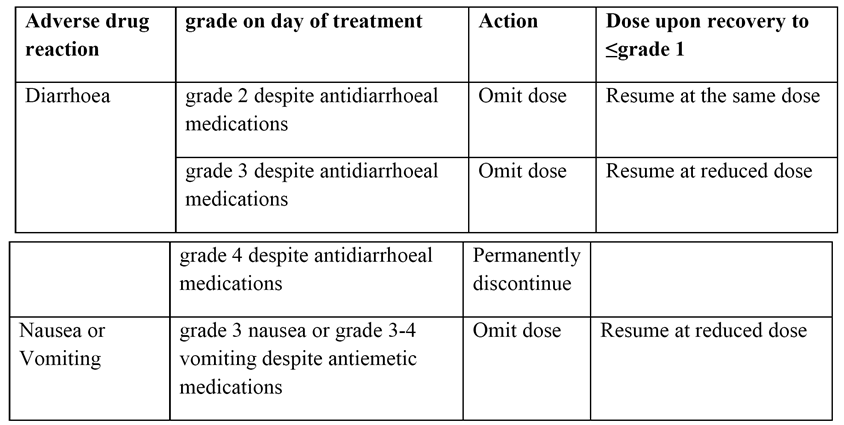 Adverse drug reaction
grade on day of treatment
Action
Dose upon recovery to
≤grade 1
Diarrhoea
grade 2 despite antidiarrhoeal
medications
Omit dose
Resume at the same dose
grade 3 despite antidiarrhoeal
medications
Omit dose
Resume at reduced dose
grade 4 despite antidiarrhoeal
medications
Permanently
discontinue
Nausea or
Vomiting
grade 3 nausea or grade 3-4
vomiting despite antiemetic
medications
Omit dose
Resume at reduced dose